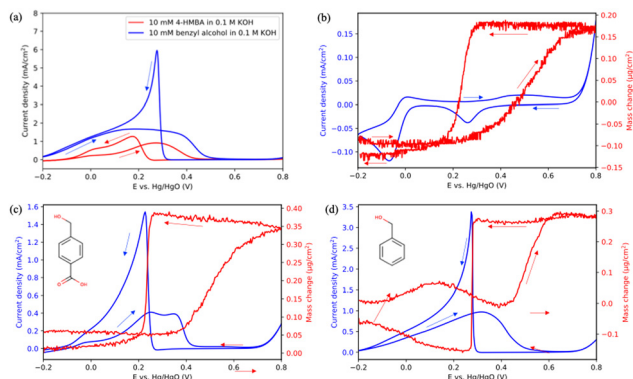 (a)
10 mM 4-HMBA in 0.1 M KOH
10 mM benzyl alcohol in 0.1 M KOH
Current density (mA/cm²)
6
5
4
3
2
1
0
−0.2 0.0 0.2 0.4 0.6 0.8
E vs. Hg/HgO (V)
(b)
Current density (mA/cm²)
0.15
0.10
0.05
0.00
−0.05
−0.10
−0.2 0.0 0.2 0.4 0.6 0.8
E vs. Hg/HgO (V)
0.20
0.15
0.10
0.05
0.00
−0.05
−0.10
−0.15
Mass change (μg/cm²)
(c)
HO
OH
O
Current density (mA/cm²)
1.6
1.4
1.2
1.0
0.8
0.6
0.4
0.2
0.0
−0.2 0.0 0.2 0.4 0.6 0.8
E vs. Hg/HgO (V)
0.40
0.35
0.30
0.25
0.20
0.15
0.10
0.05
0.00
Mass change (μg/cm²)
(d)
HO
Current density (mA/cm²)
3.5
3.0
2.5
2.0
1.5
1.0
0.5
0.0
−0.2 0.0 0.2 0.4 0.6 0.8
E vs. Hg/HgO (V)
0.3
0.2
0.1
0.0
−0.1
Mass change (μg/cm²)